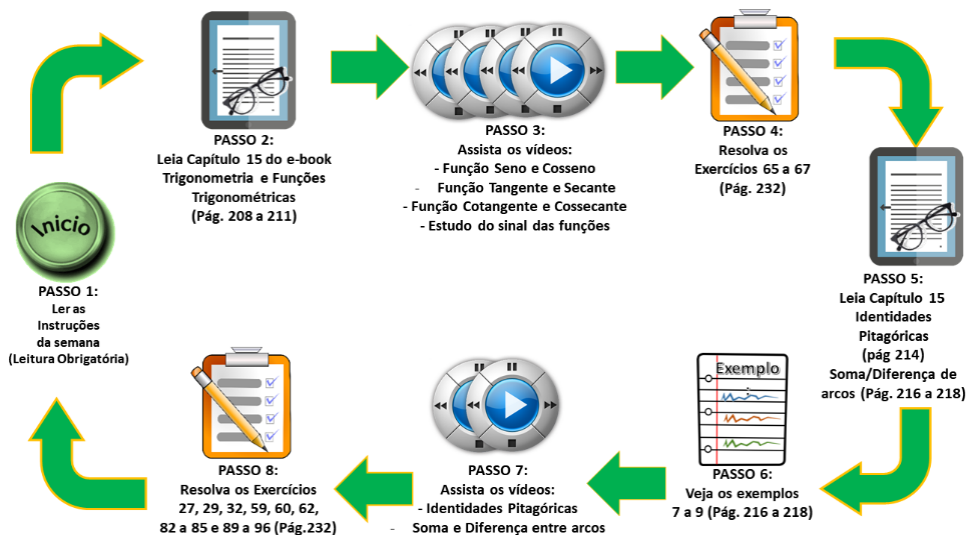 Inicio
PASSO 1:
Ler as
Instruções
da semana
(Leitura Obrigatória)
PASSO 2:
Leia Capítulo 15 do e-book
Trigonometria e Funções
Trigonométricas
(Pág. 208 a 211)
PASSO 3:
Assista os vídeos:
- Função Seno e Cosseno
- Função Tangente e Secante
- Função Cotangente e Cossecante
- Estudo do sinal das funções
PASSO 4:
Resolva os
Exercícios 65 a 67
(Pág. 232)
PASSO 5:
Leia Capítulo 15
Identidades
Pitagóricas
(pág 214)
Soma/Diferença de
arcos (Pág. 216 a 218)
Exemplo
PASSO 6:
Veja os exemplos
7 a 9 (Pág. 216 a 218)
PASSO 7:
Assista os vídeos:
- Identidades Pitagóricas
- Soma e Diferença entre arcos
PASSO 8:
Resolva os Exercícios
27, 29, 32, 59, 60, 62,
82 a 85 e 89 a 96 (Pág.232)